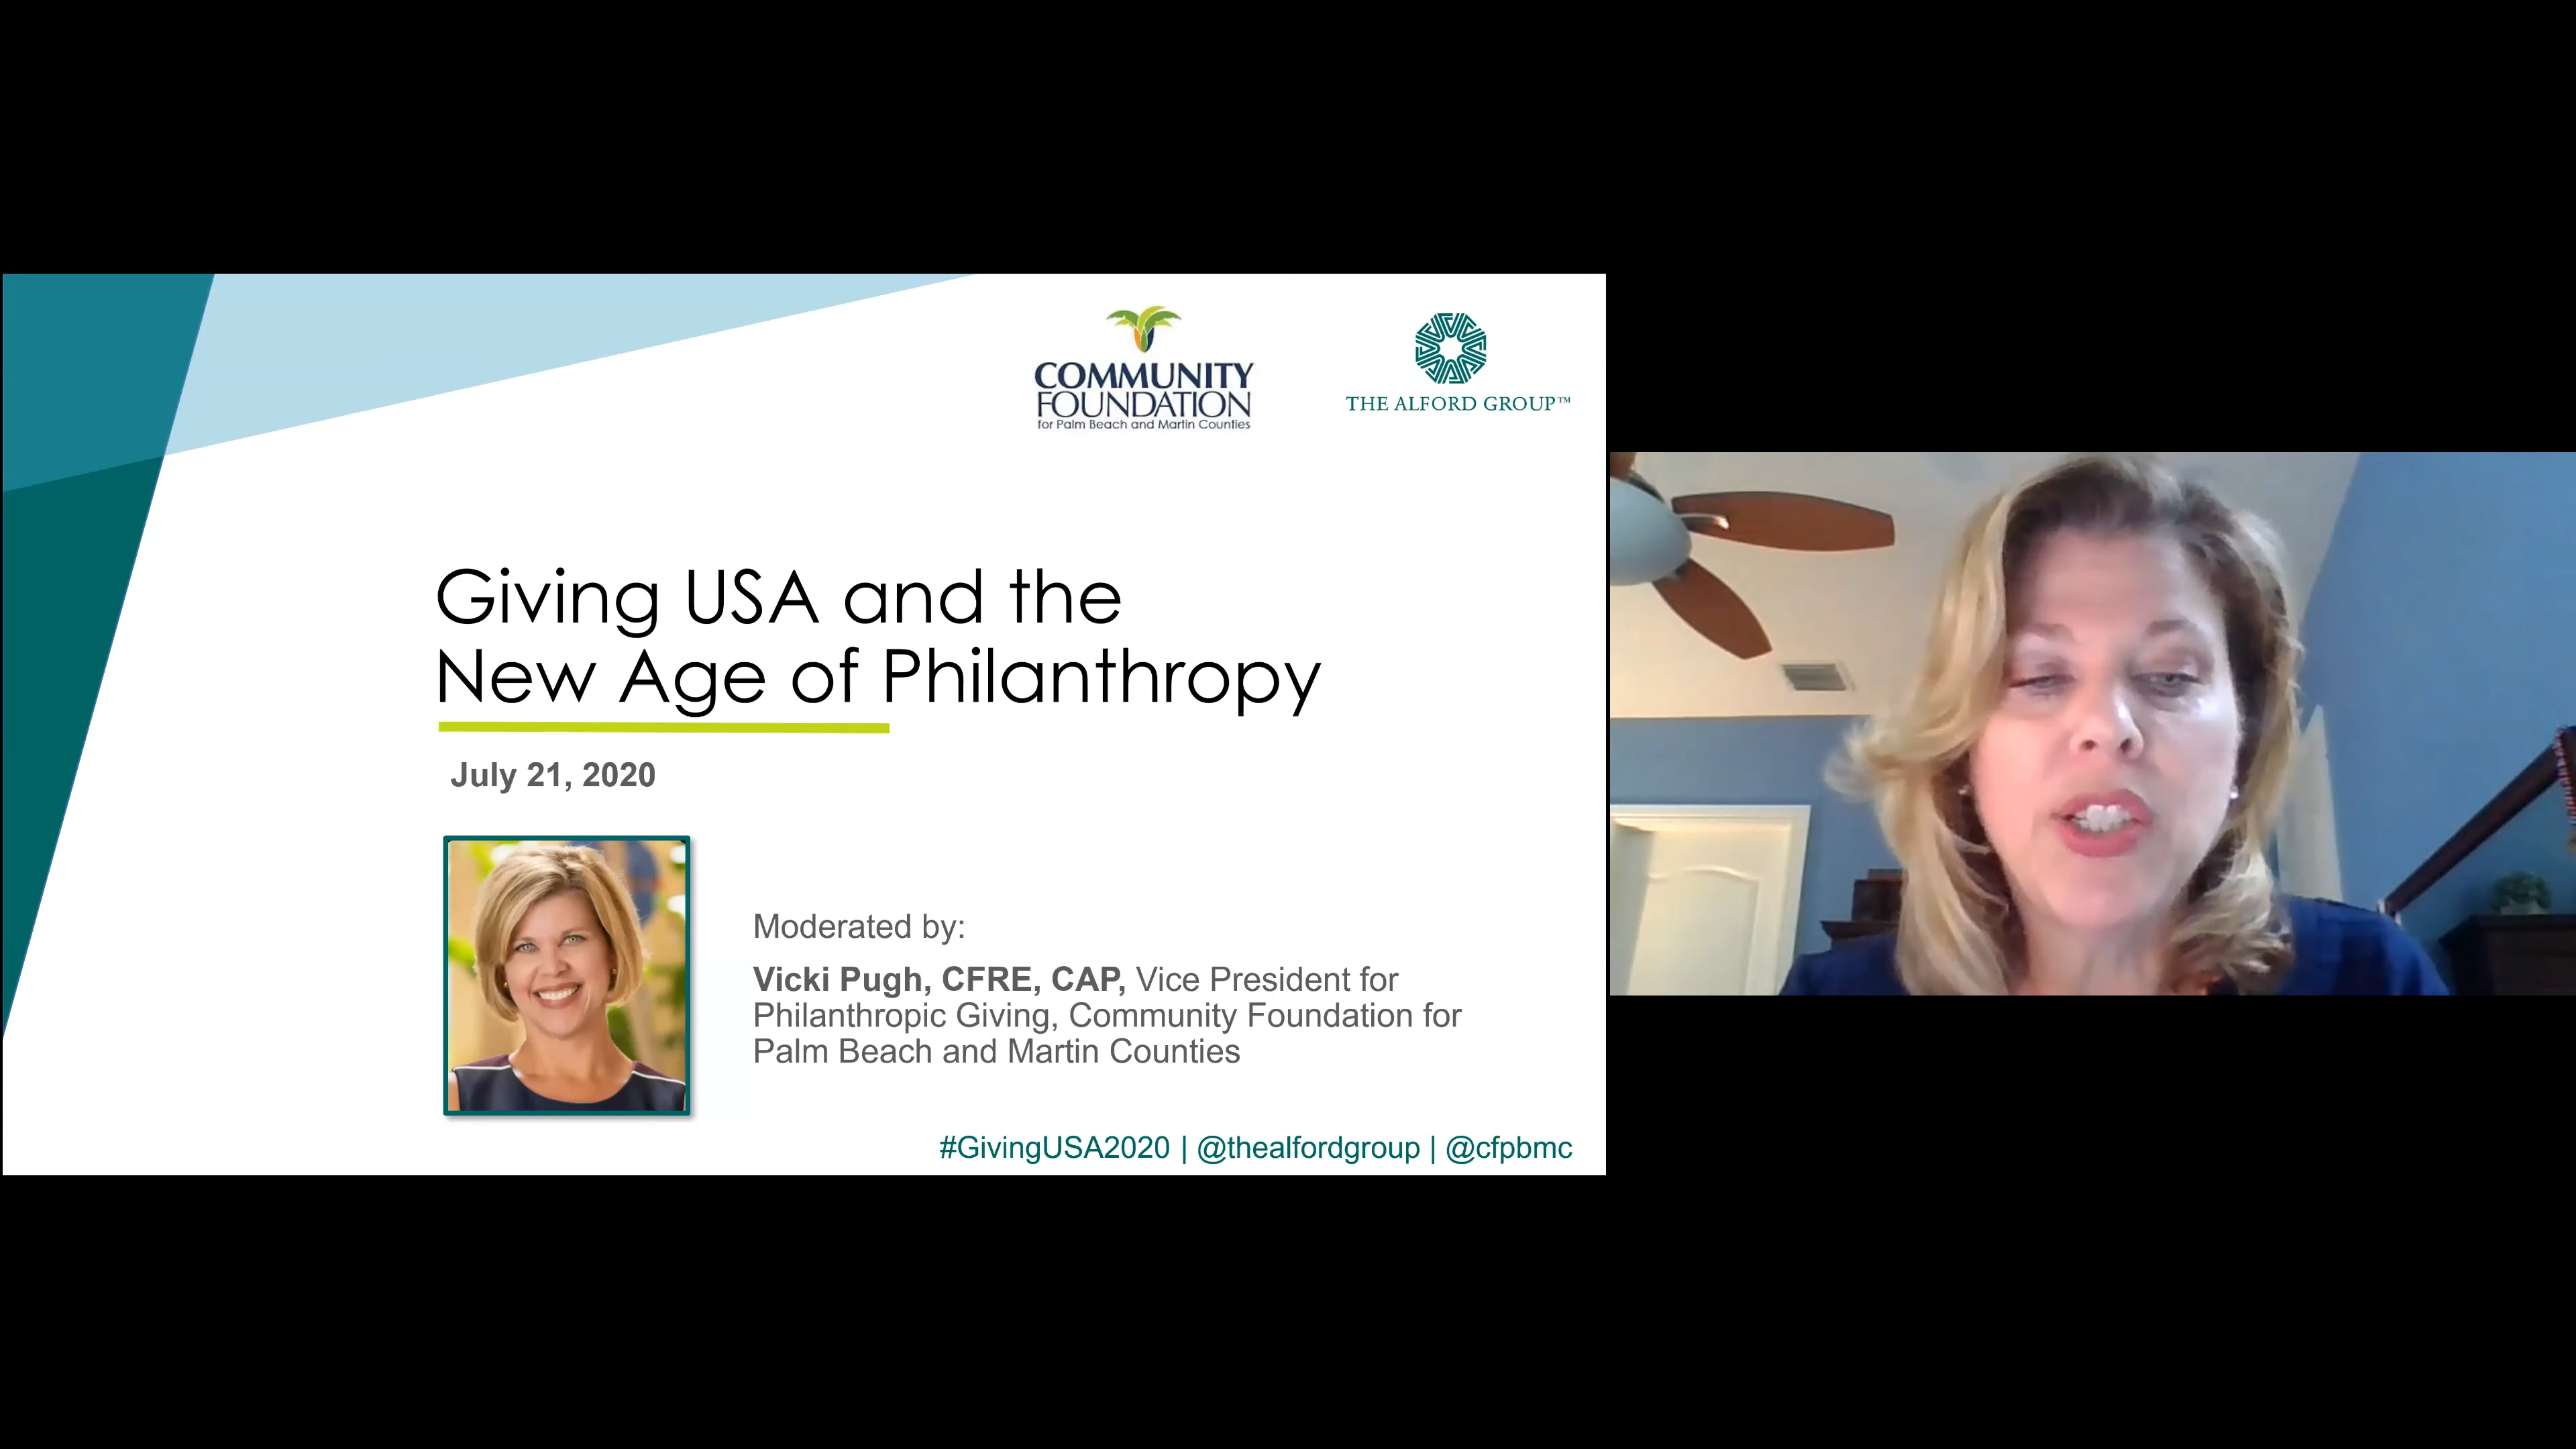 COMMUNITY
FOUNDATION
for Palm Beach and Martin Counties
THE ALFORD GROUP™
Giving USA and the
New Age of Philanthropy
July 21, 2020
Moderated by:
Vicki Pugh, CFRE, CAP, Vice President for
Philanthropic Giving, Community Foundation for
Palm Beach and Martin Counties
#GivingUSA2020 | @thealfordgroup | @cfpbmc